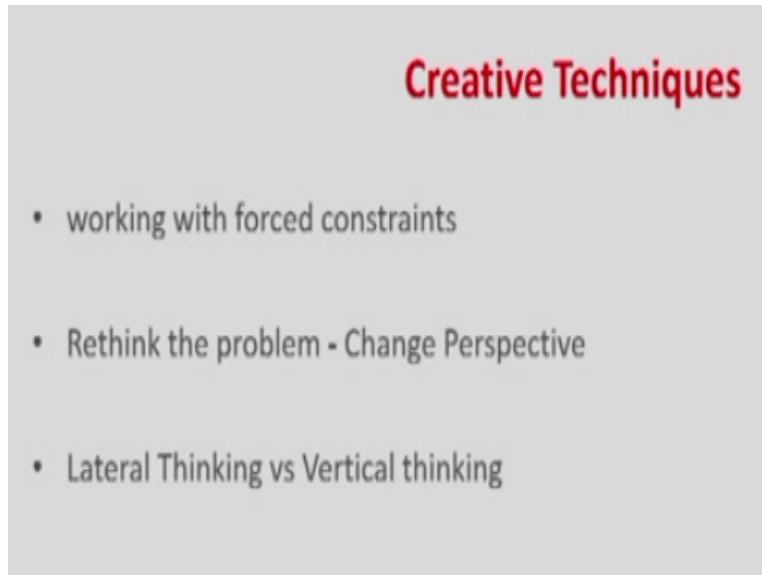 Creative Techniques
• working with forced constraints
• Rethink the problem - Change Perspective
• Lateral Thinking vs Vertical thinking